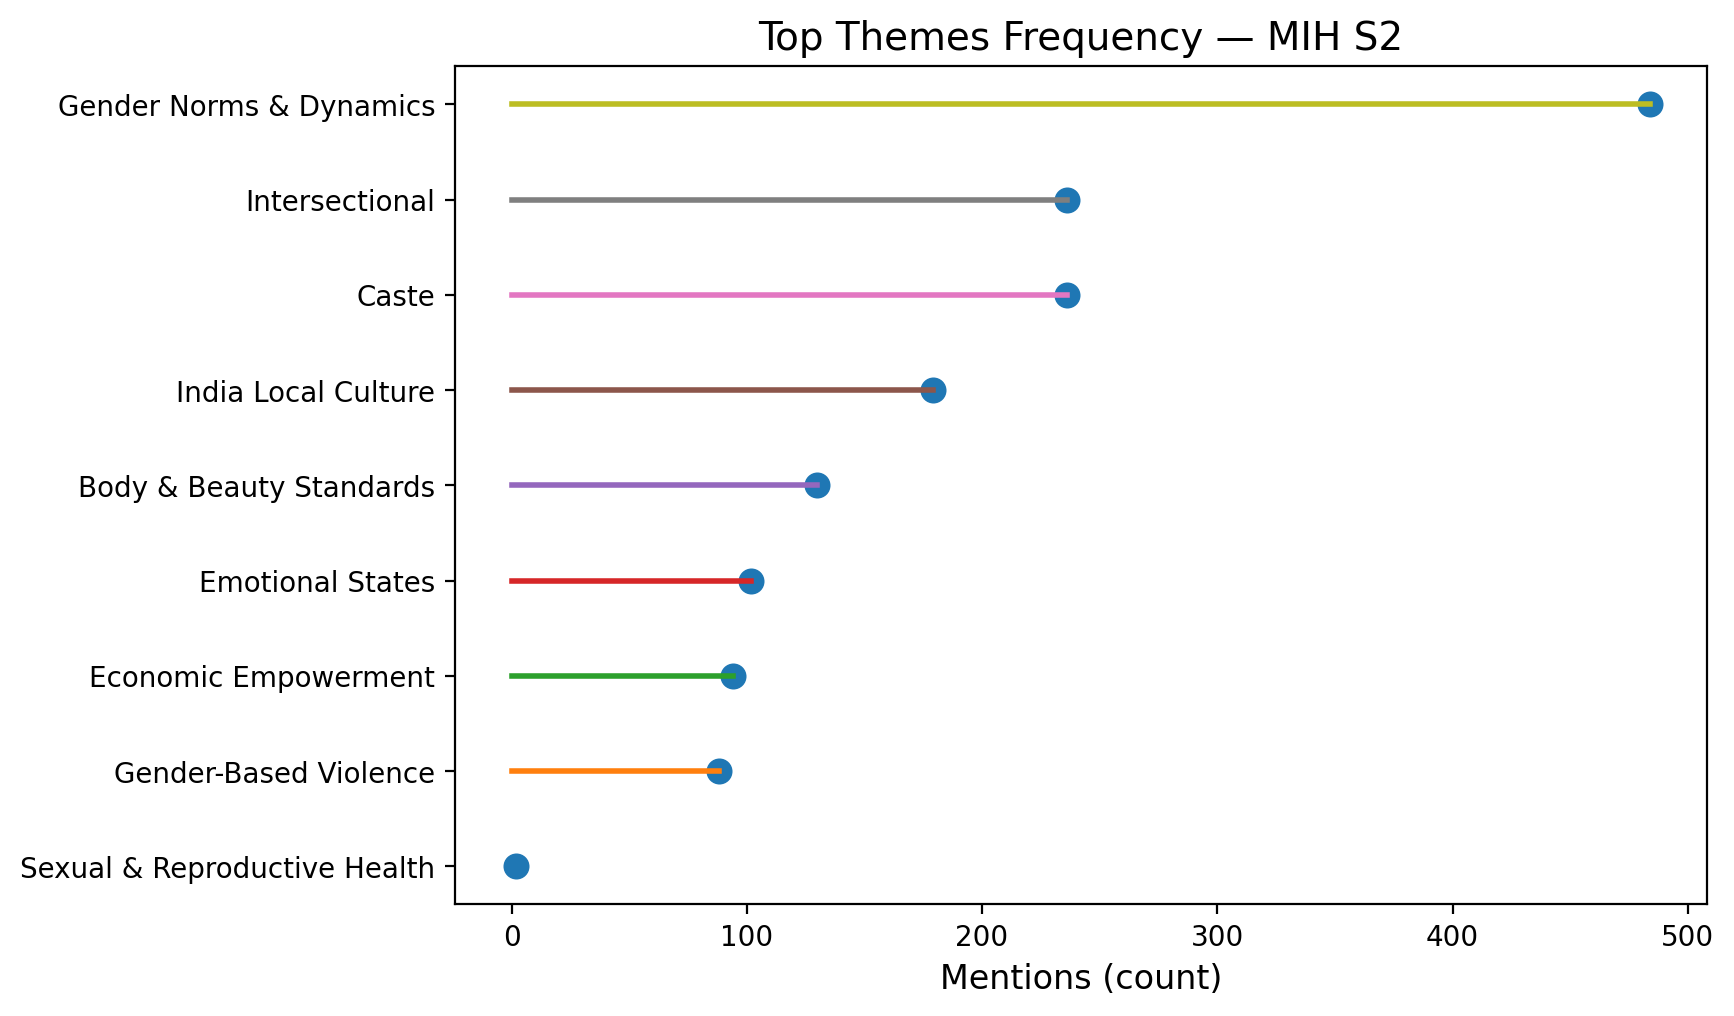 Top Themes Frequency — MIH S2
Gender Norms & Dynamics
Intersectional
Caste
India Local Culture
Body & Beauty Standards
Emotional States
Economic Empowerment
Gender-Based Violence
Sexual & Reproductive Health
0 100 200 300 400 500
Mentions (count)